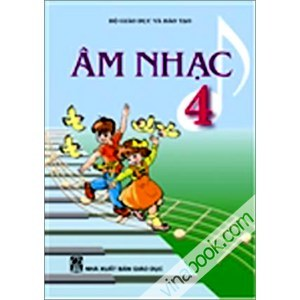 BỘ GIÁO DỤC VÀ ĐÀO TẠO
ÂM NHẠC
4
NHÀ XUẤT BẢN GIÁO DỤC
vinabook.com